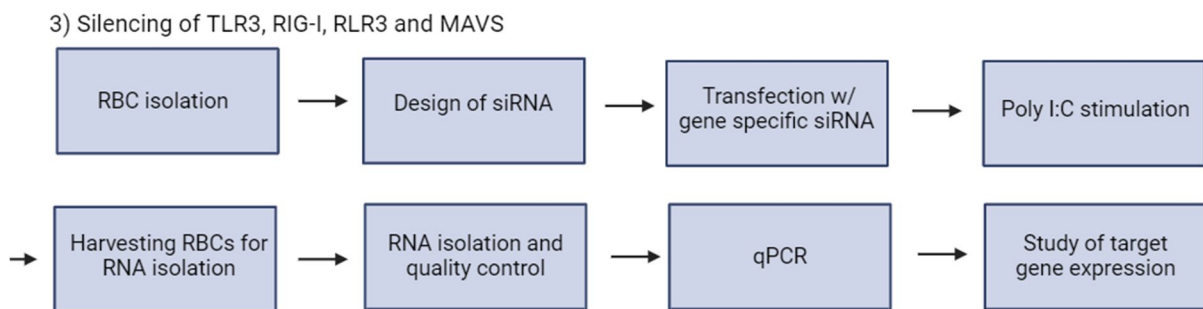 3) Silencing of TLR3, RIG-I, RLR3 and MAVS
RBC isolation
Design of siRNA
Transfection w/
gene specific siRNA
Poly I:C stimulation
Harvesting RBCs for
RNA isolation
RNA isolation and
quality control
qPCR
Study of target
gene expression